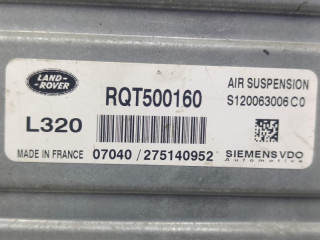 LAND-
ROVER
RQT500160
AIR SUSPENSION
S120063006 C0
L320
MADE IN FRANCE 07040 / 275140952 SIEMENS VDO
Automotive